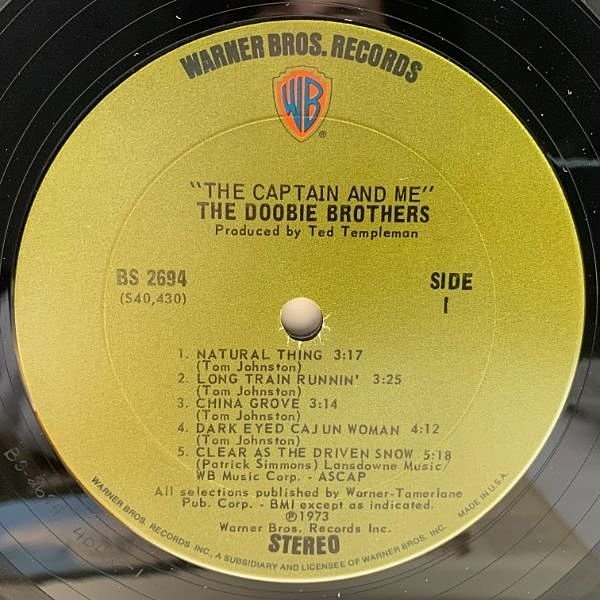 WARNER BROS. RECORDS
WB
®
"THE CAPTAIN AND ME"
THE DOOBIE BROTHERS
Produced by Ted Templeman
BS 2694
(S40,430)
SIDE
1
1. NATURAL THING 3:17
(Tom Johnston)
2. LONG TRAIN RUNNIN' 3:25
(Tom Johnston)
3. CHINA GROVE 3:14
(Tom Johnston)
4. DARK EYED CAJUN WOMAN 4:12
(Tom Johnston)
5. CLEAR AS THE DRIVEN SNOW 5:18
(Patrick Simmons) Lansdowne Music/
WB Music Corp. - ASCAP
All selections published by Warner-Tamerlane
Pub. Corp. - BMI except as indicated.
℗1973
Warner Bros. Records Inc.
STEREO
WARNER BROS. RECORDS INC., A SUBSIDIARY AND LICENSEE OF WARNER BROS. INC.
MADE IN U.S.A.
BS-2694